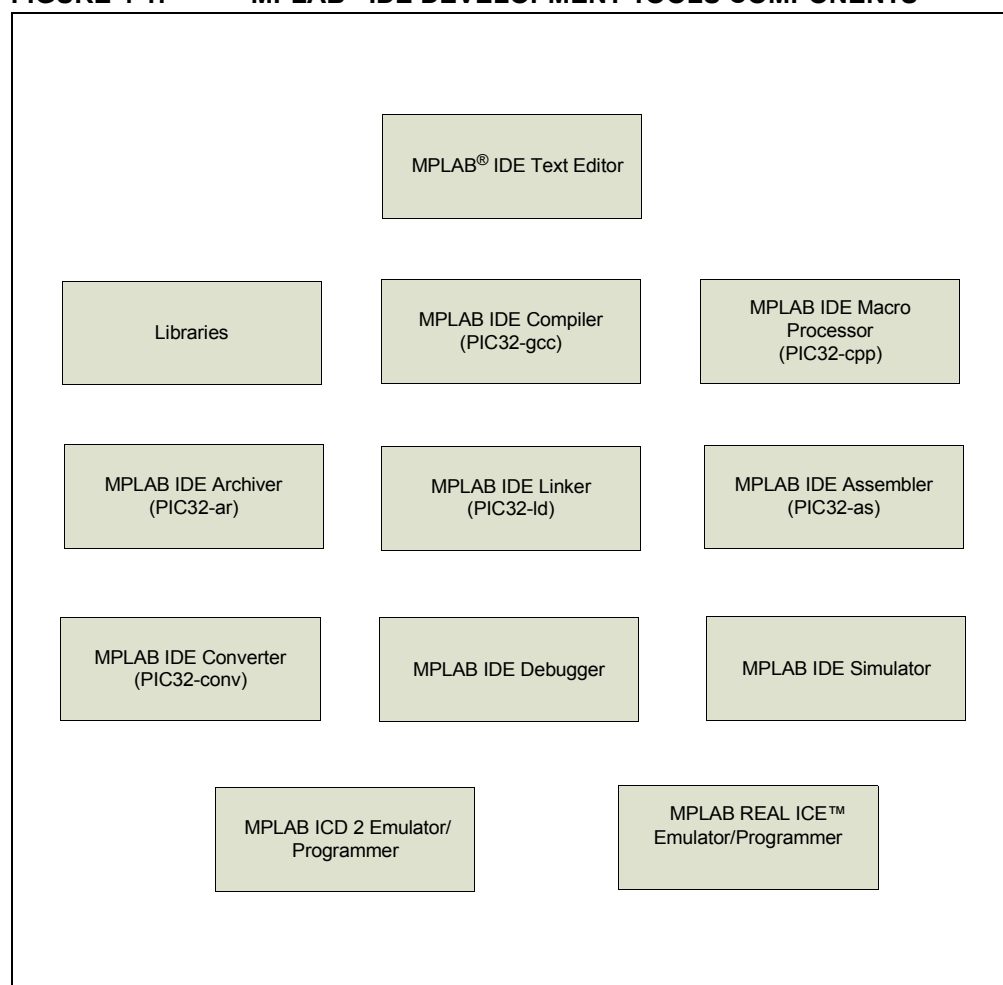 MPLAB® IDE Text Editor
Libraries
MPLAB IDE Compiler
(PIC32-gcc)
MPLAB IDE Macro
Processor
(PIC32-cpp)
MPLAB IDE Archiver
(PIC32-ar)
MPLAB IDE Linker
(PIC32-ld)
MPLAB IDE Assembler
(PIC32-as)
MPLAB IDE Converter
(PIC32-conv)
MPLAB IDE Debugger
MPLAB IDE Simulator
MPLAB ICD 2 Emulator/
Programmer
MPLAB REAL ICE™
Emulator/Programmer